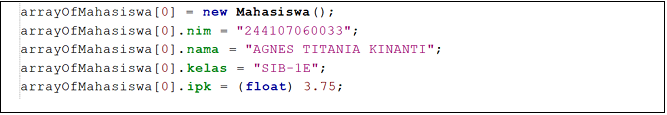 arrayOfMahasiswa[0] = new Mahasiswa();
arrayOfMahasiswa[0].nim = "244107060033";
arrayOfMahasiswa[0].nama = "AGNES TITANIA KINANTI";
arrayOfMahasiswa[0].kelas = "SIB-1E";
arrayOfMahasiswa[0].ipk = (float) 3.75;